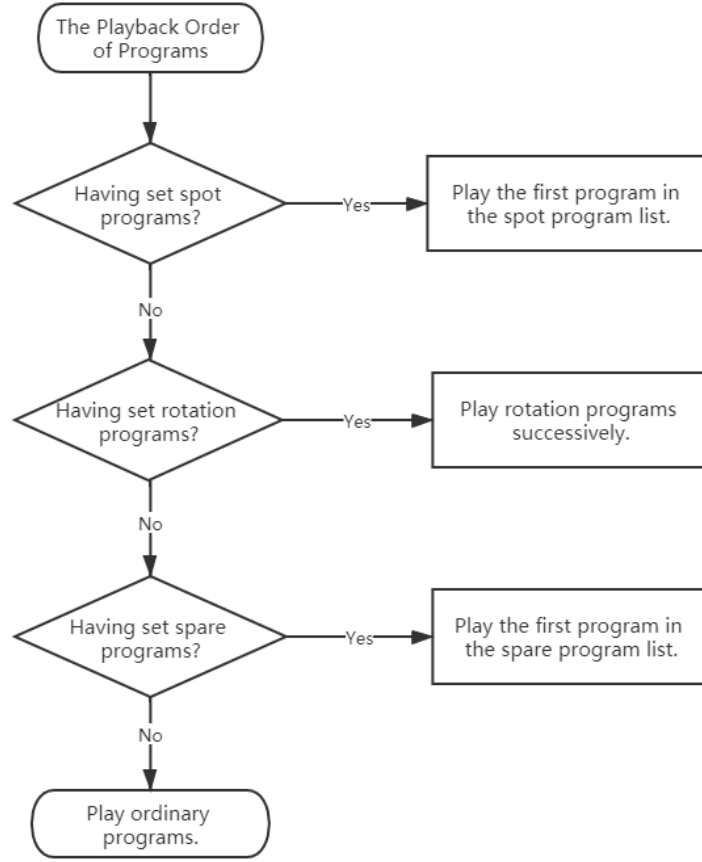 The Playback Order
of Programs
Having set spot
programs?
Yes
Play the first program in
the spot program list.
No
Having set rotation
programs?
Yes
Play rotation programs
successively.
No
Having set spare
programs?
Yes
Play the first program in
the spare program list.
No
Play ordinary
programs.